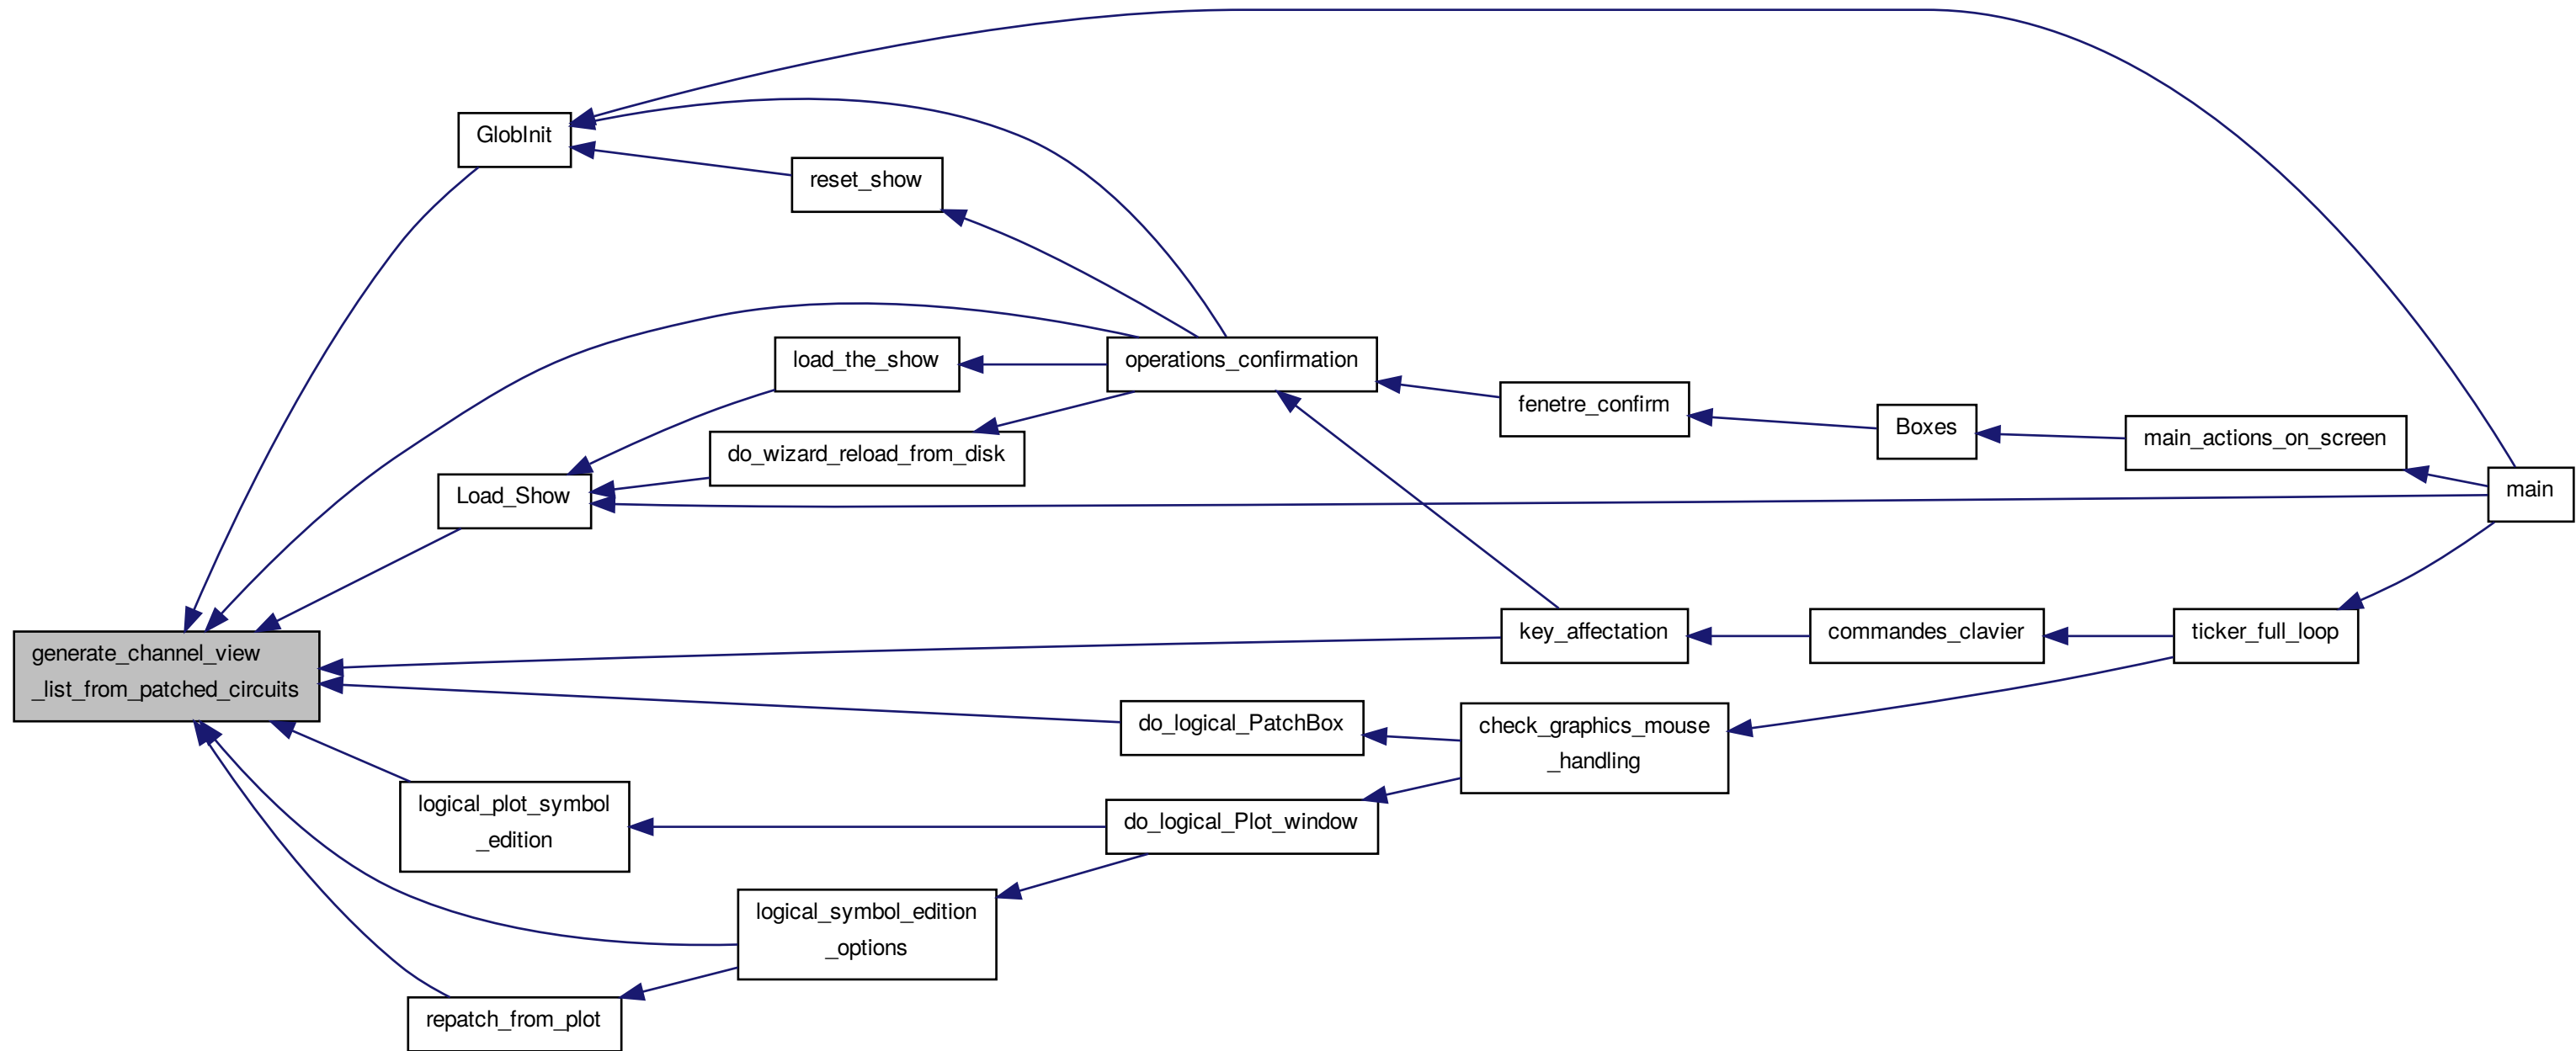 GlobInit
reset_show
load_the_show
operations_confirmation
fenetre_confirm
Boxes
main_actions_on_screen
do_wizard_reload_from_disk
Load_Show
main
generate_channel_view
_list_from_patched_circuits
key_affectation
commandes_clavier
ticker_full_loop
do_logical_PatchBox
check_graphics_mouse
_handling
logical_plot_symbol
_edition
do_logical_Plot_window
logical_symbol_edition
_options
repatch_from_plot